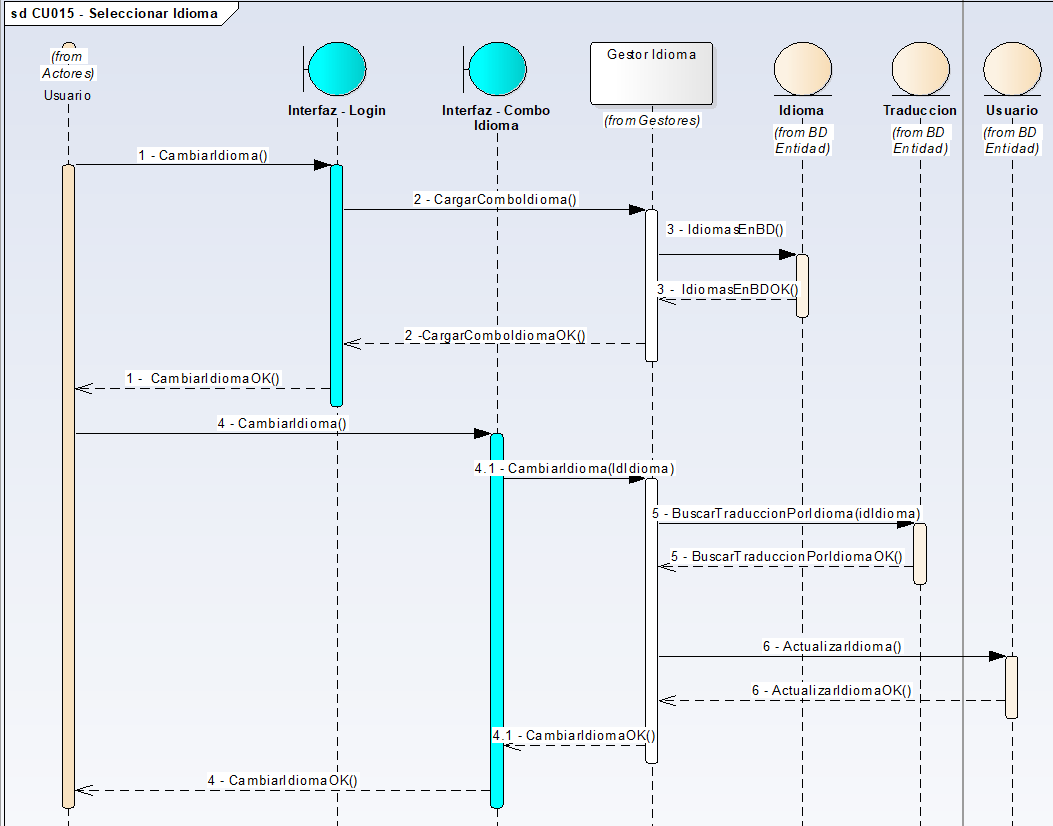 sd CU015 - Seleccionar Idioma
(from
Actores)
Usuario
Interfaz - Login
Interfaz - Combo
Idioma
Gestor Idioma
(from Gestores)
Idioma
(from BD
Entidad)
Traduccion
(from BD
Entidad)
Usuario
(from BD
Entidad)
1 - CambiarIdioma()
2 - CargarComboIdioma()
3 - IdiomasEnBD()
3 - IdiomasEnBDOK()
2 -CargarComboIdiomaOK()
1 - CambiarIdiomaOK()
4 - CambiarIdioma()
4.1 - CambiarIdioma(IdIdioma)
5 - BuscarTraduccionPorIdioma(idIdioma)
5 - BuscarTraduccionPorIdiomaOK()
6 - ActualizarIdioma()
6 - ActualizarIdiomaOK()
4.1 - CambiarIdiomaOK()
4 - CambiarIdiomaOK()